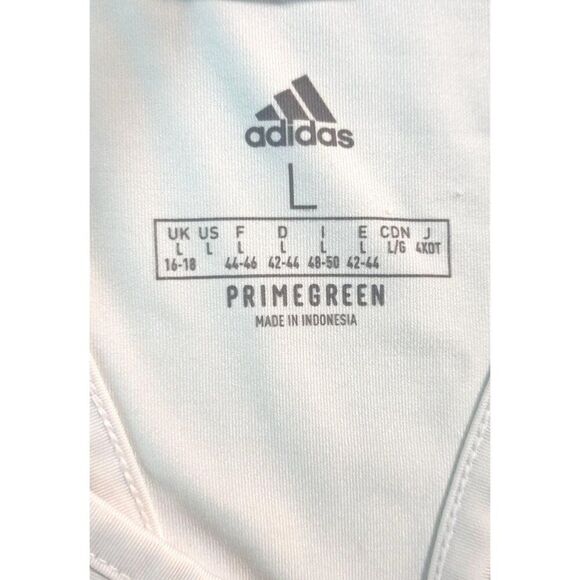 adidas
L
UK US F D I E CDN J
L L L L L L L/G 4XOT
16-18 44-46 42-44 48-50 42-44
PRIMEGREEN
MADE IN INDONESIA